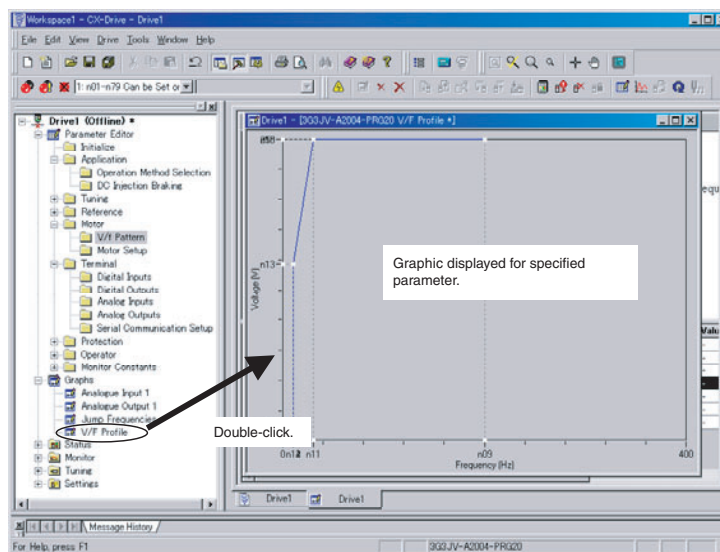 Workspace1 - CX-Drive - Drive1
File Edit View Drive Tools Window Help
1: n01-n79 Can be Set or
Drive1 (Offline) *
Parameter Editor
Initialize
Application
Operation Method Selection
DC Injection Braking
Tuning
Reference
Motor
V/f Pattern
Motor Setup
Terminal
Digital Inputs
Digital Outputs
Analog Inputs
Analog Outputs
Serial Communication Setup
Protection
Operator
Monitor Constants
Graphs
Analogue Input 1
Analogue Output 1
Jump Frequencies
V/F Profile
Status
Monitor
Tuning
Settings
Drive1 - [3G3JV-A2004-PRG20 V/F Profile *]
n13
Voltage [V]
Graphic displayed for specified
parameter.
Double-click.
n11
n09
400
Frequency [Hz]
equ
Valu
Drive1
Drive1
Message History
For Help, press F1
3G3JV-A2004-PRG20